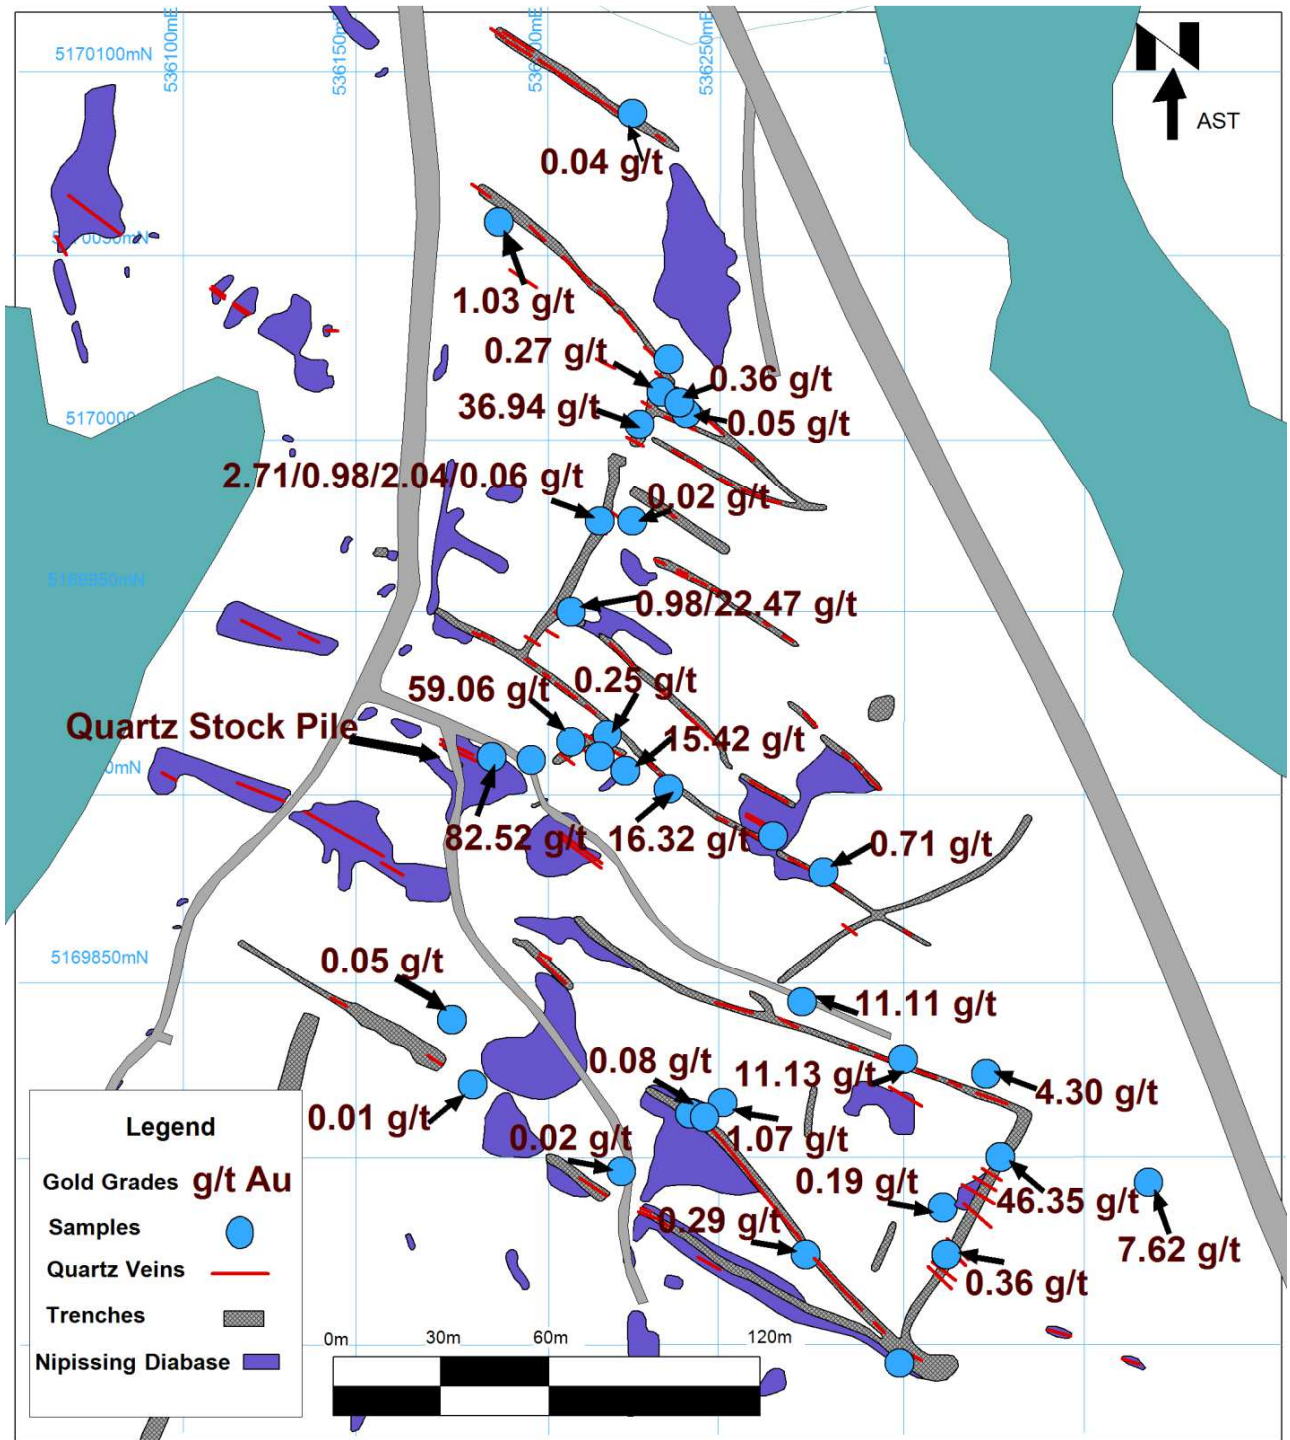 5170100mN
536100mE
536150mE
536250mE
AST
0.04 g/t
1.03 g/t
0.27 g/t
0.36 g/t
36.94 g/t
0.05 g/t
2.71/0.98/2.04/0.06 g/t
0.02 g/t
5169850mN
0.98/22.47 g/t
59.06 g/t
0.25 g/t
Quartz Stock Pile
15.42 g/t
82.52 g/t
16.32 g/t
0.71 g/t
5169850mN
0.05 g/t
11.11 g/t
0.08 g/t
11.13 g/t
4.30 g/t
0.01 g/t
0.02 g/t
1.07 g/t
0.19 g/t
46.35 g/t
0.29 g/t
7.62 g/t
0.36 g/t
Legend
Gold Grades g/t Au
Samples
Quartz Veins
Trenches
Nipissing Diabase
0m 30m 60m 120m